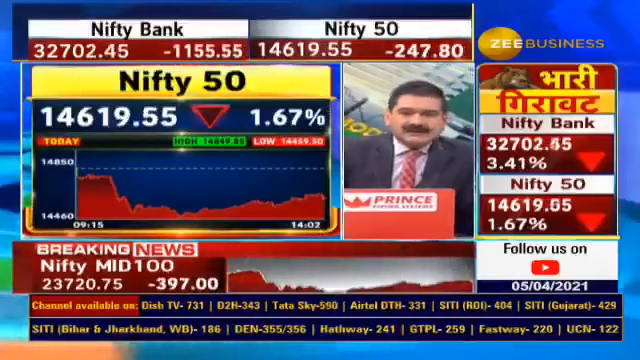 Nifty Bank
32702.45 -1155.55
Nifty 50
14619.55 -247.80
ZEEBUSINESS
Nifty 50
14619.55 1.67%
TODAY HIGH 14849.85 LOW 14459.50
14850
14460
09:15 14:02
PRINCE
PIPING SYSTEMS
भारी
गिरावट
Nifty Bank
32702.45
3.41%
Nifty 50
14619.55
1.67%
BREAKING NEWS
Nifty MID100
23720.75 -397.00
Follow us on
05/04/2021
Channel available on: Dish TV- 731 | D2H-343 | Tata Sky-590 | Airtel DTH- 331 | SITI (ROI)- 404 | SITI (Gujarat)- 429
SITI (Bihar & Jharkhand, WB)- 186 | DEN-355/356 | Hathway- 241 | GTPL- 259 | Fastway- 220 | UCN- 122